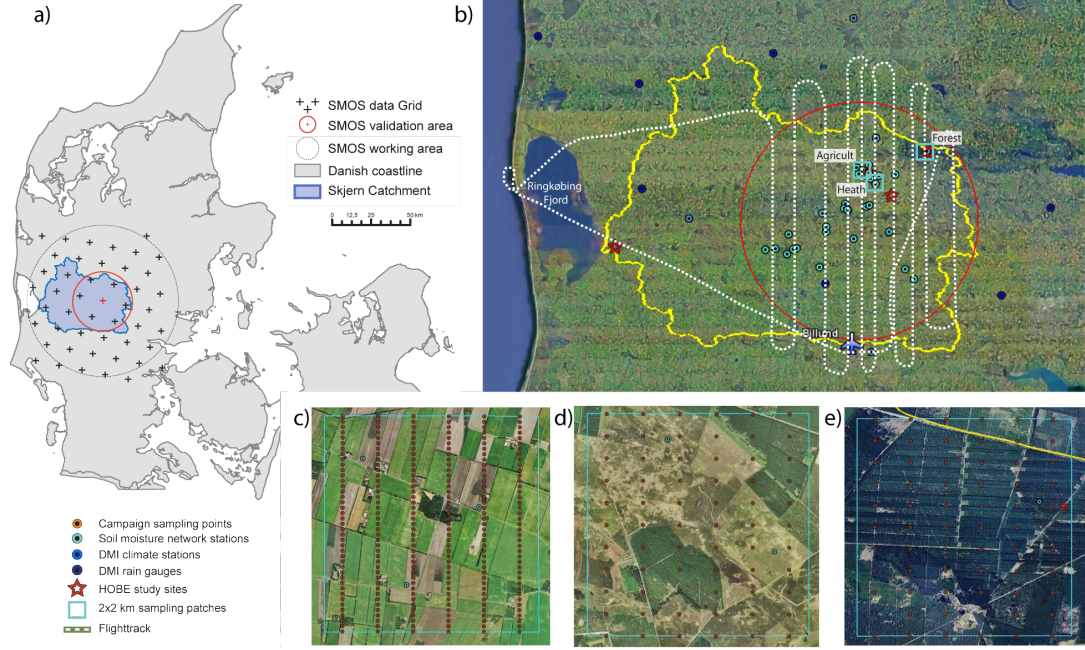 a)
SMOS data Grid
SMOS validation area
SMOS working area
Danish coastline
Skjern Catchment
0 12.5 25 50 km
Campaign sampling points
Soil moisture network stations
DMI climate stations
DMI rain gauges
HOBE study sites
2x2 km sampling patches
Flighttrack
b)
Forest
Agricult
Heath
Ringkøbing
Fjord
Billund
c)
d)
e)